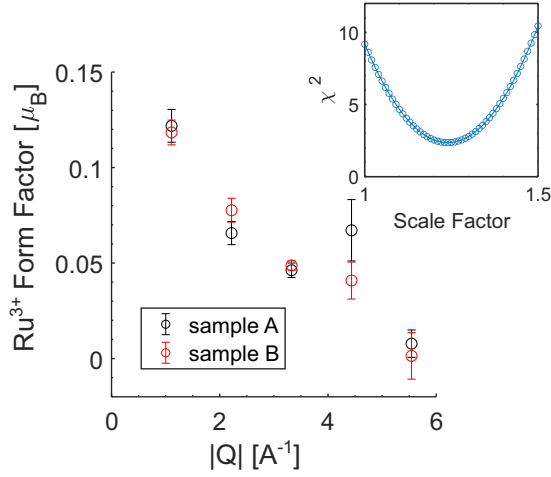 0.15
0.1
0.05
0
Ru³⁺ Form Factor [μ_B]
0
2
4
6
|Q| [A⁻¹]
sample A
sample B
10
5
0
χ²
1
1.5
Scale Factor